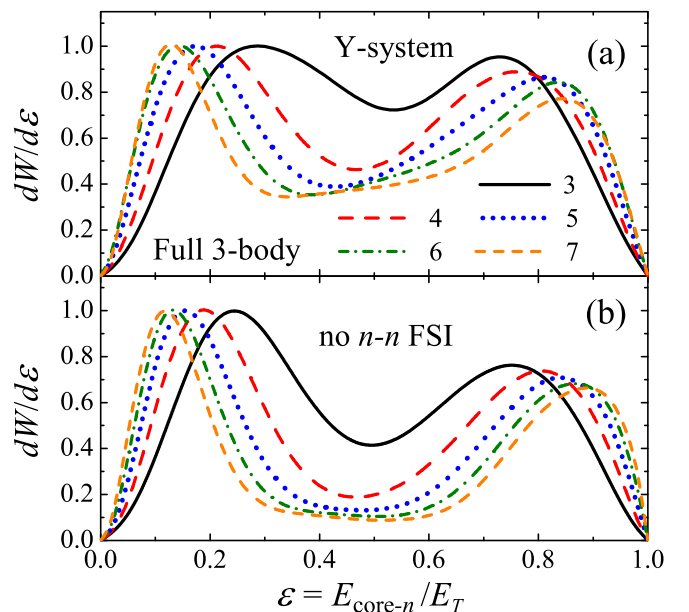 Y-system
(a)
1.0
0.8
0.6
0.4
0.2
0.0
dW/dε
3
4
5
Full 3-body
6
7
(b)
no n-n FSI
1.0
0.8
0.6
0.4
0.2
0.0
dW/dε
0.0 0.2 0.4 0.6 0.8 1.0
ε = E_core-n /E_T